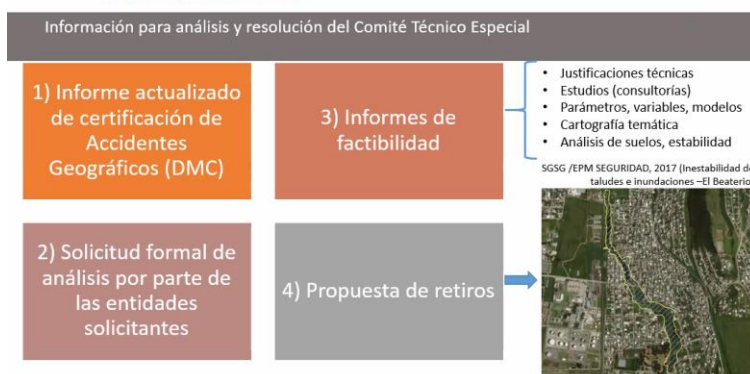 Información para análisis y resolución del Comité Técnico Especial
1) Informe actualizado
de certificación de
Accidentes
Geográficos (DMC)
3) Informes de
factibilidad
• Justificaciones técnicas
• Estudios (consultorías)
• Parámetros, variables, modelos
• Cartografía temática
• Análisis de suelos, estabilidad
SGSG /EPM SEGURIDAD, 2017 (Inestabilidad de
taludes e inundaciones –El Beaterio
2) Solicitud formal de
análisis por parte de
las entidades
solicitantes
4) Propuesta de retiros